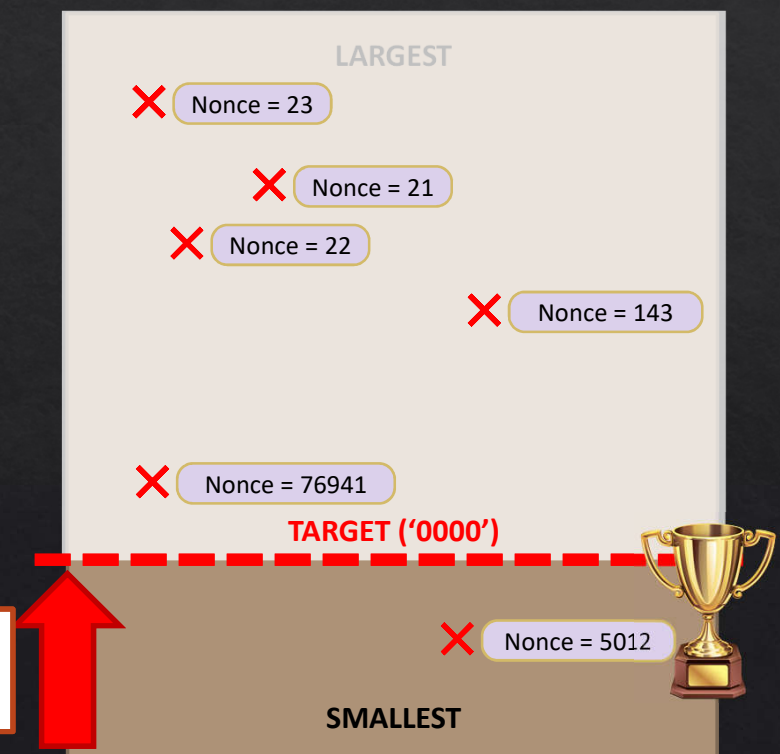 LARGEST
Nonce = 23
Nonce = 21
Nonce = 22
Nonce = 143
Nonce = 76941
TARGET (‘0000’)
Nonce = 5012
SMALLEST